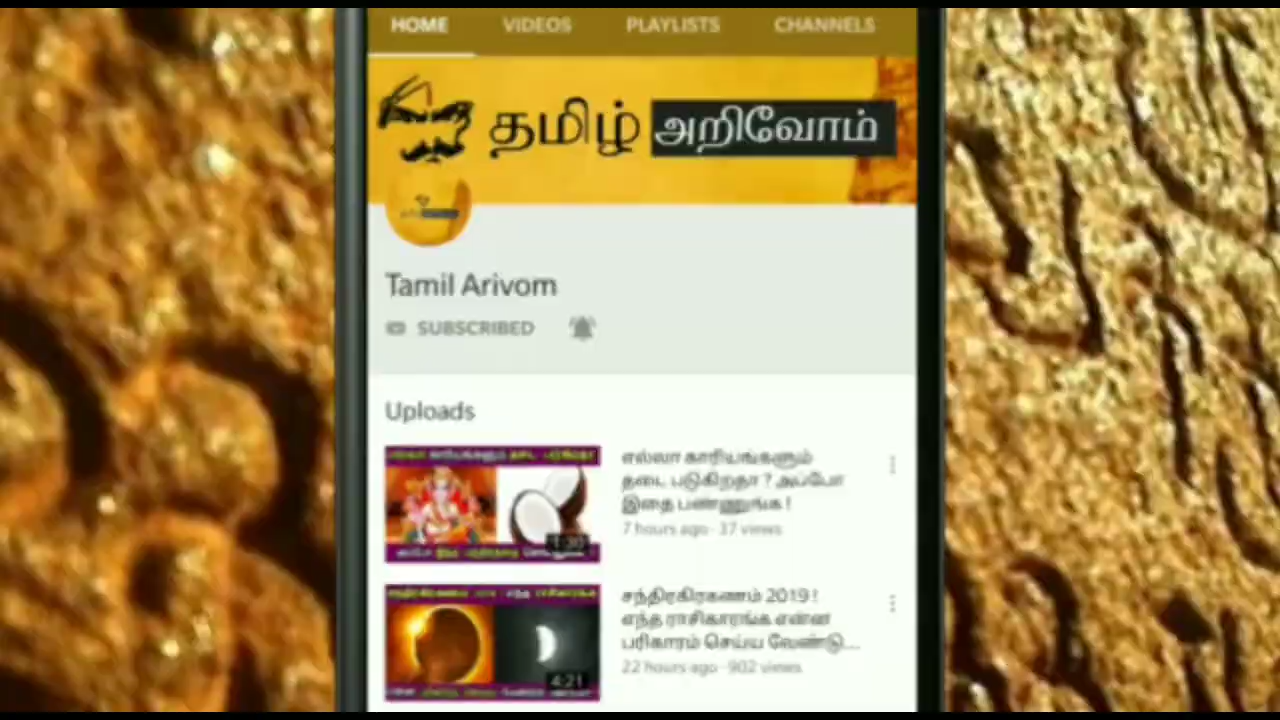 HOME VIDEOS PLAYLISTS CHANNELS
தமிழ் அறிவோம்
Tamil Arivom
SUBSCRIBED
Uploads
எல்லா காரியங்களும்
தடை படுகிறதா ? அப்போ
இதை பண்ணுங்க !
7 hours ago · 37 views
சந்திரகிரகணம் 2019 !
எந்த ராசிகாரங்க என்ன
பரிகாரம் செய்ய வேண்டு...
22 hours ago · 902 views
4:21